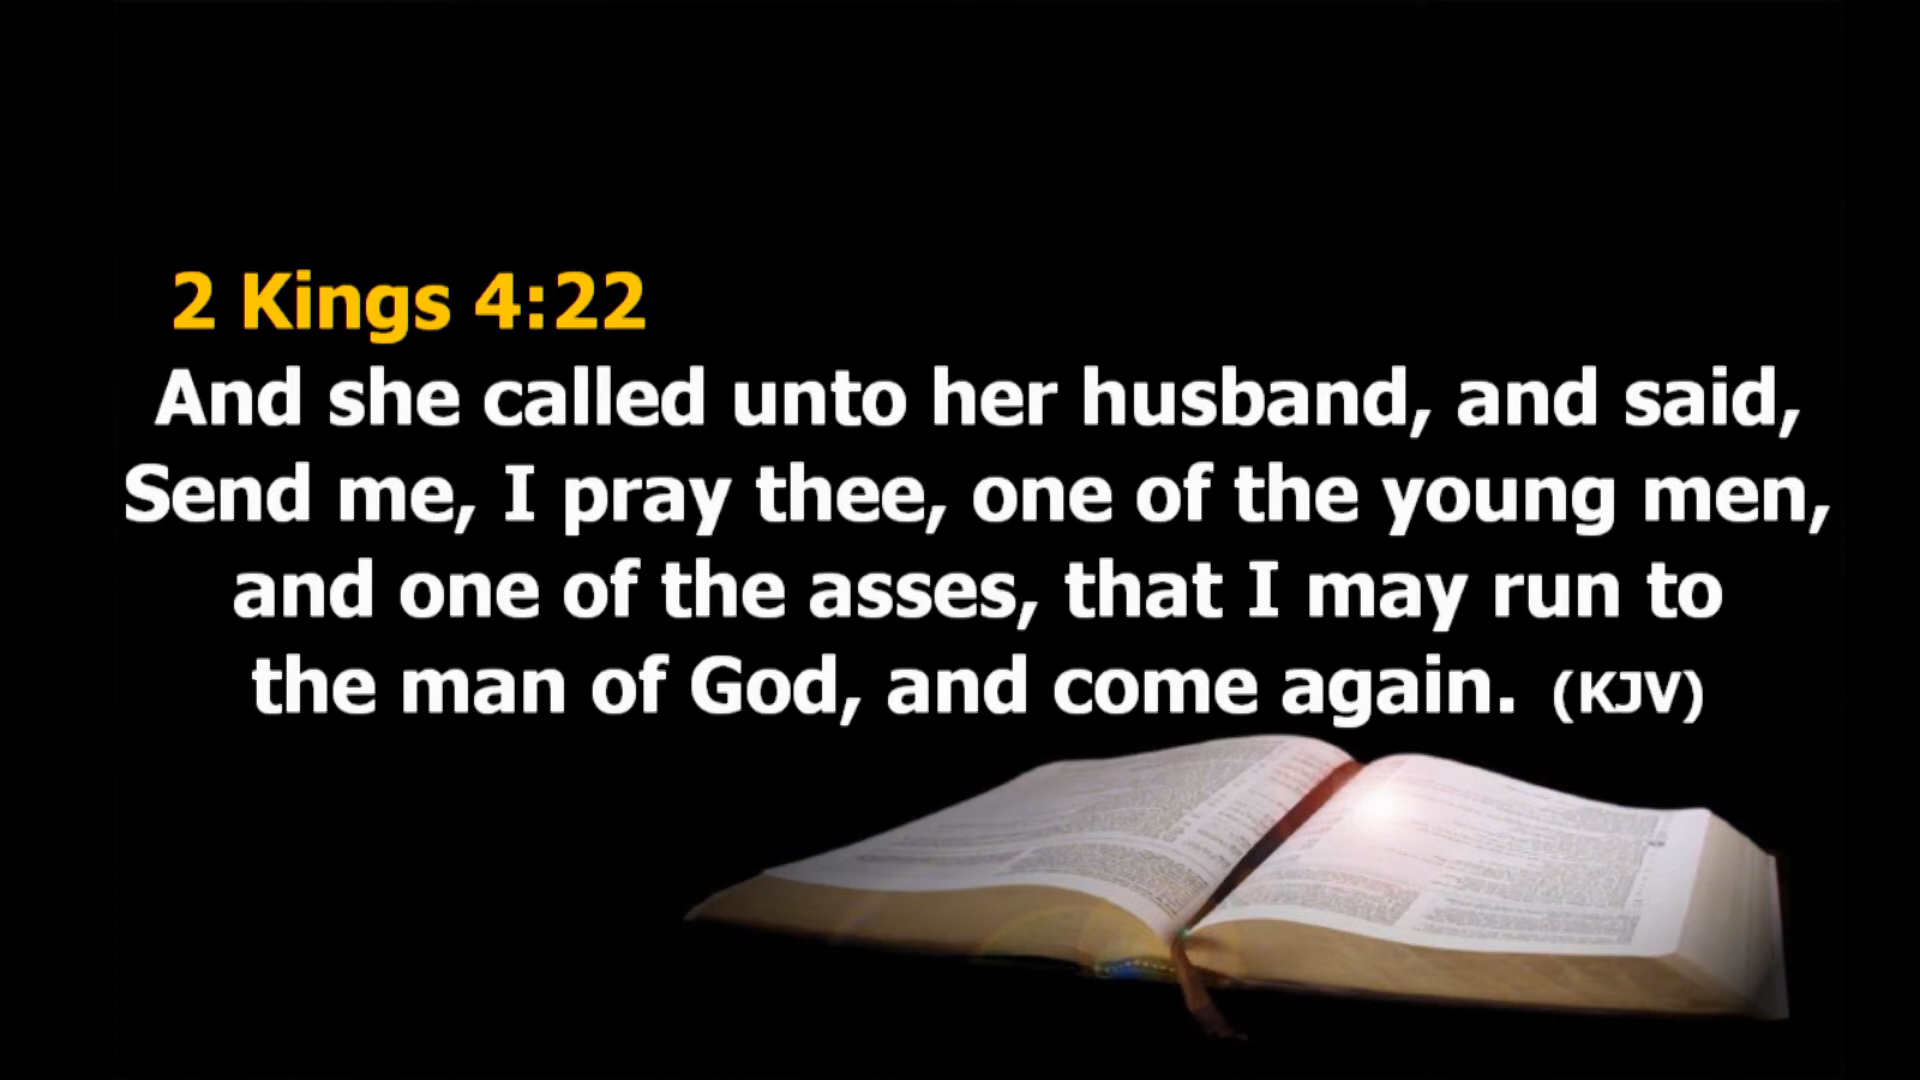 2 Kings 4:22
And she called unto her husband, and said,
Send me, I pray thee, one of the young men,
and one of the asses, that I may run to
the man of God, and come again. (KJV)